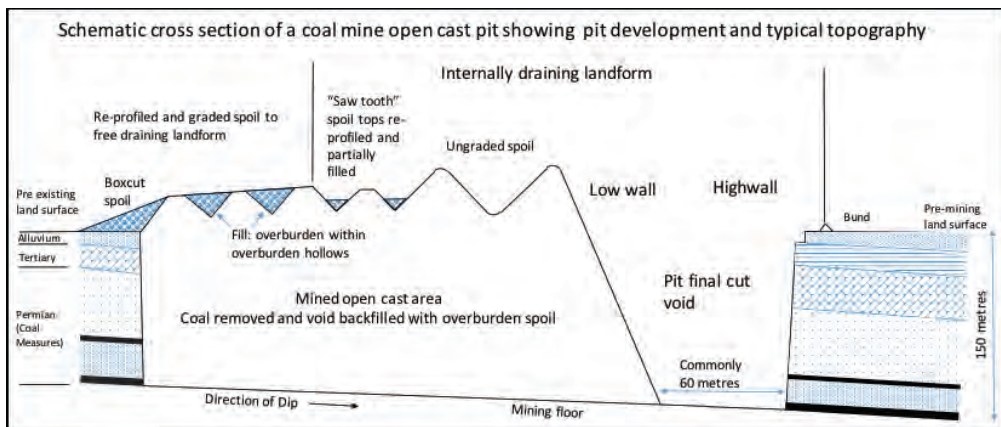 Schematic cross section of a coal mine open cast pit showing pit development and typical topography
Internally draining landform
Re-profiled and graded spoil to
free draining landform
"Saw tooth"
spoil tops re-
profiled and
partially
filled
Ungraded spoil
Pre existing
land surface
Boxcut
spoil
Low wall
Highwall
Bund
Pre-mining
land surface
Alluvium
Tertiary
Fill: overburden within
overburden hollows
Permian
(Coal
Measures)
Mined open cast area
Coal removed and void backfilled with overburden spoil
Pit final cut
void
Commonly
60 metres
150 metres
Direction of Dip
Mining floor